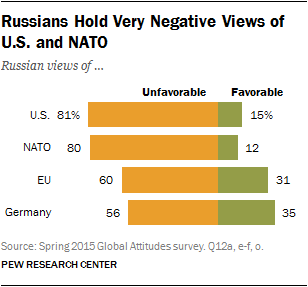 Russians Hold Very Negative Views of
U.S. and NATO
Russian views of ...
Unfavorable Favorable
U.S. 81% 15%
NATO 80 12
EU 60 31
Germany 56 35
Source: Spring 2015 Global Attitudes survey, Q12a, e-f, o.
PEW RESEARCH CENTER